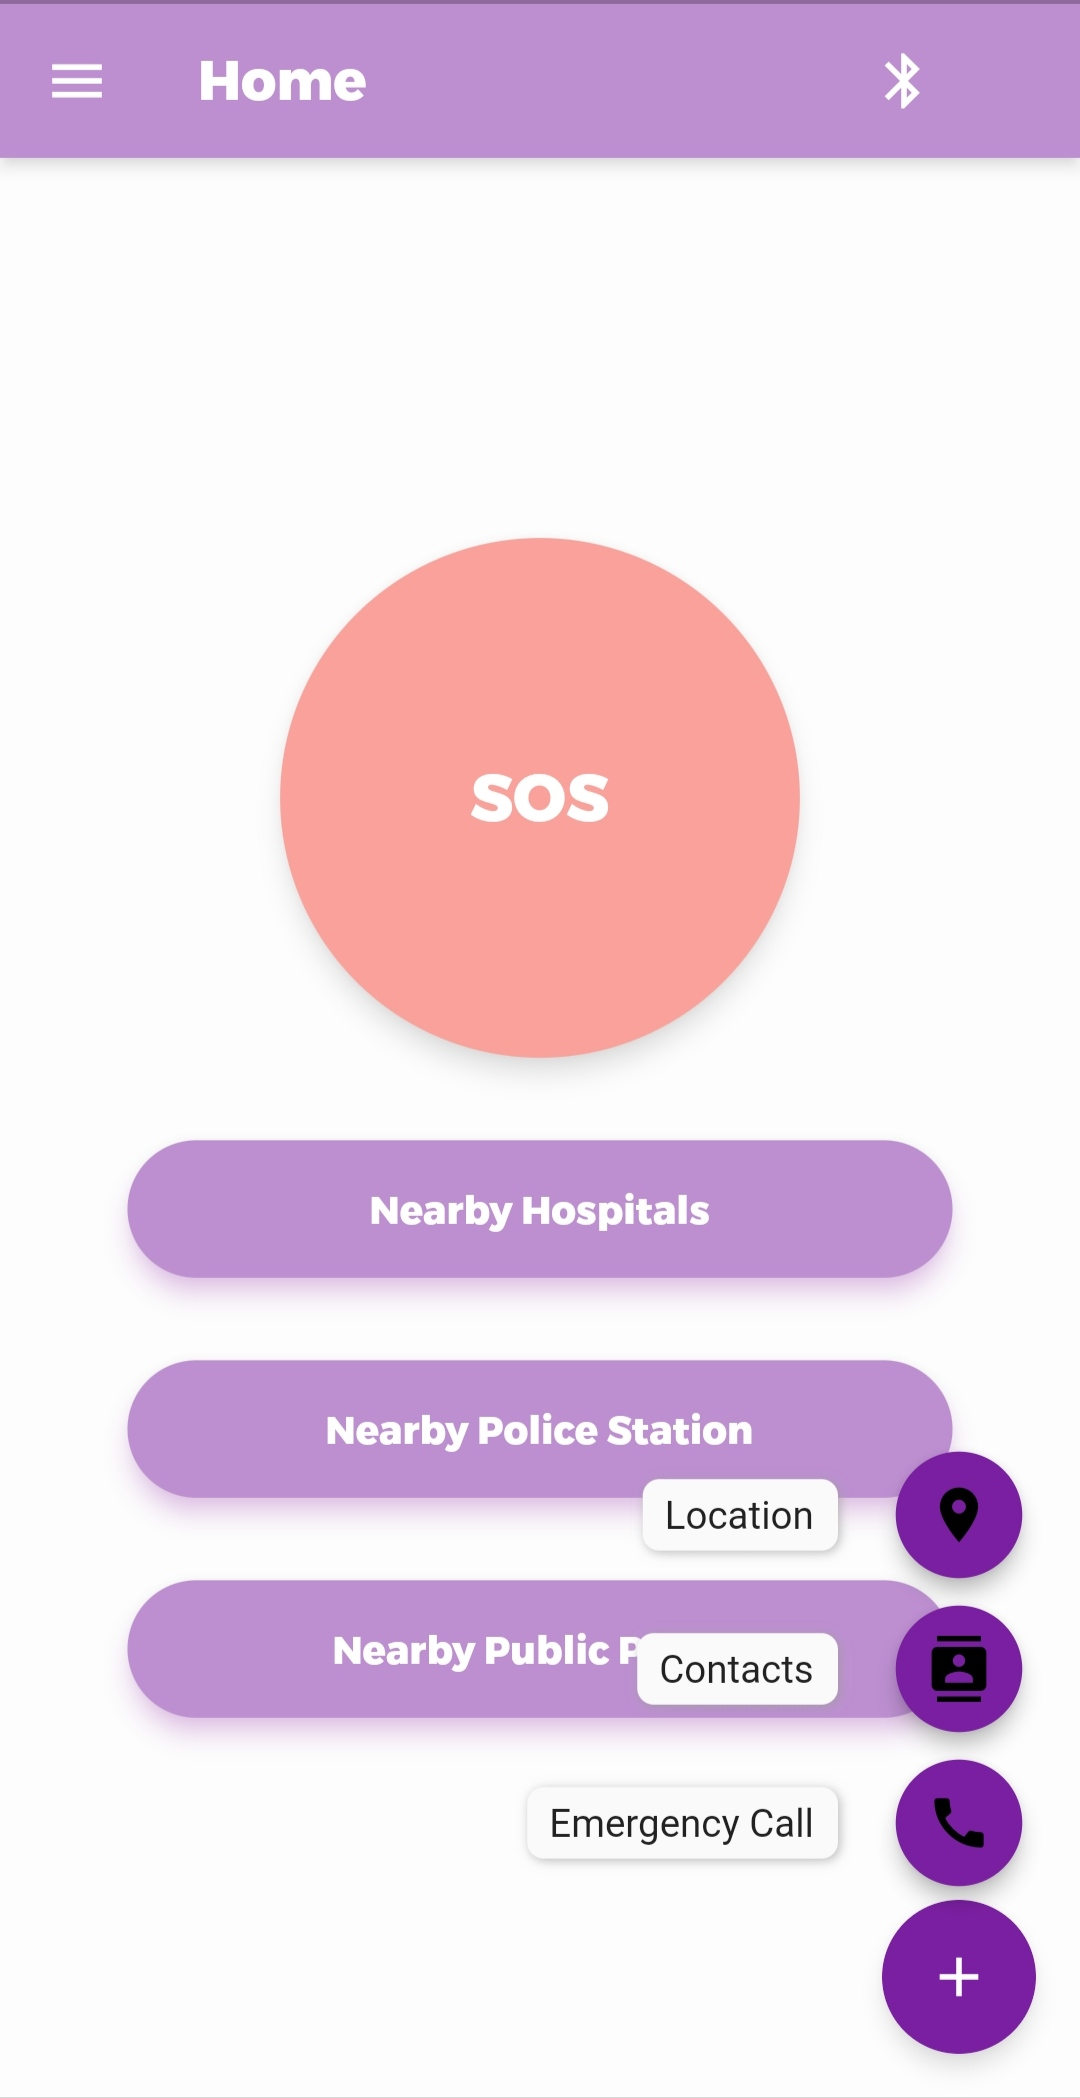 Home
SOS
Nearby Hospitals
Nearby Police Station
Location
Nearby Public
Contacts
Emergency Call